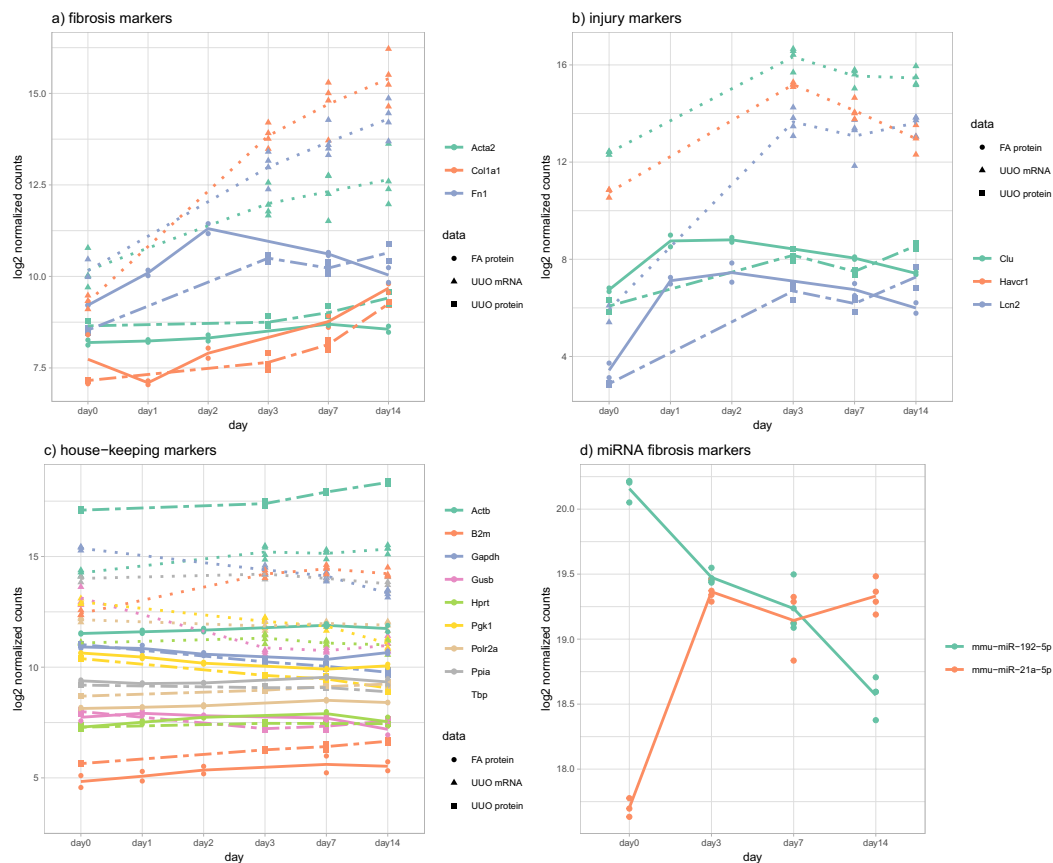 a) fibrosis markers
log2 normalized counts
15.0
12.5
10.0
7.5
day0
day1
day2
day3
day7
day14
day
Acta2
Col1a1
Fn1
data
FA protein
UUO mRNA
UUO protein
b) injury markers
log2 normalized counts
16
12
8
4
day0
day1
day2
day3
day7
day14
day
data
FA protein
UUO mRNA
UUO protein
Clu
Havcr1
Lcn2
c) house−keeping markers
log2 normalized counts
15
10
5
day0
day1
day2
day3
day7
day14
day
Actb
B2m
Gapdh
Gusb
Hprt
Pgk1
Polr2a
Ppia
Tbp
data
FA protein
UUO mRNA
UUO protein
d) miRNA fibrosis markers
log2 normalized counts
20.0
19.5
19.0
18.5
18.0
day0
day3
day7
day14
day
mmu−miR−192−5p
mmu−miR−21a−5p